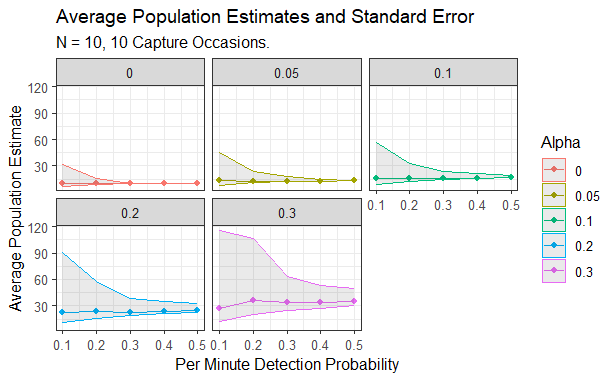 Average Population Estimates and Standard Error
N = 10, 10 Capture Occasions.
0
0.05
0.1
120
90
60
30
0.1 0.2 0.3 0.4 0.5
0.2
0.3
120
90
60
30
0.1 0.2 0.3 0.4 0.5
0.1 0.2 0.3 0.4 0.5
Average Population Estimate
Per Minute Detection Probability
Alpha
0
0.05
0.1
0.2
0.3